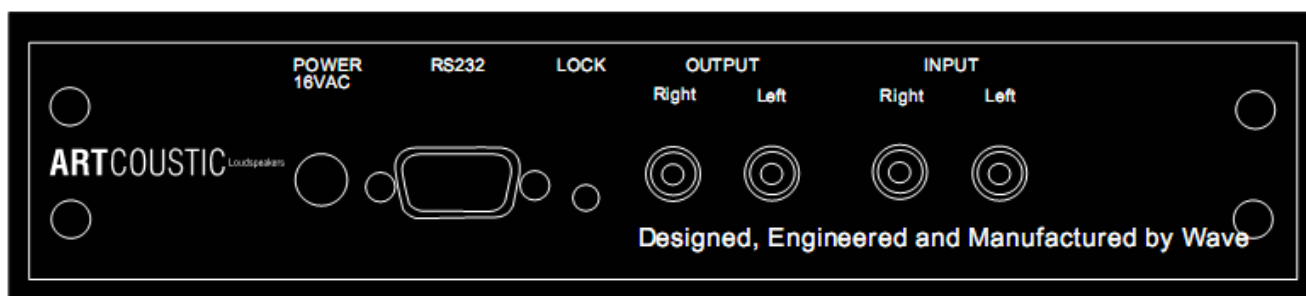 POWER RS232 LOCK OUTPUT INPUT
16VAC
Right Left Right Left
ARTCOUSTIC Loudspeakers
Designed, Engineered and Manufactured by Wave